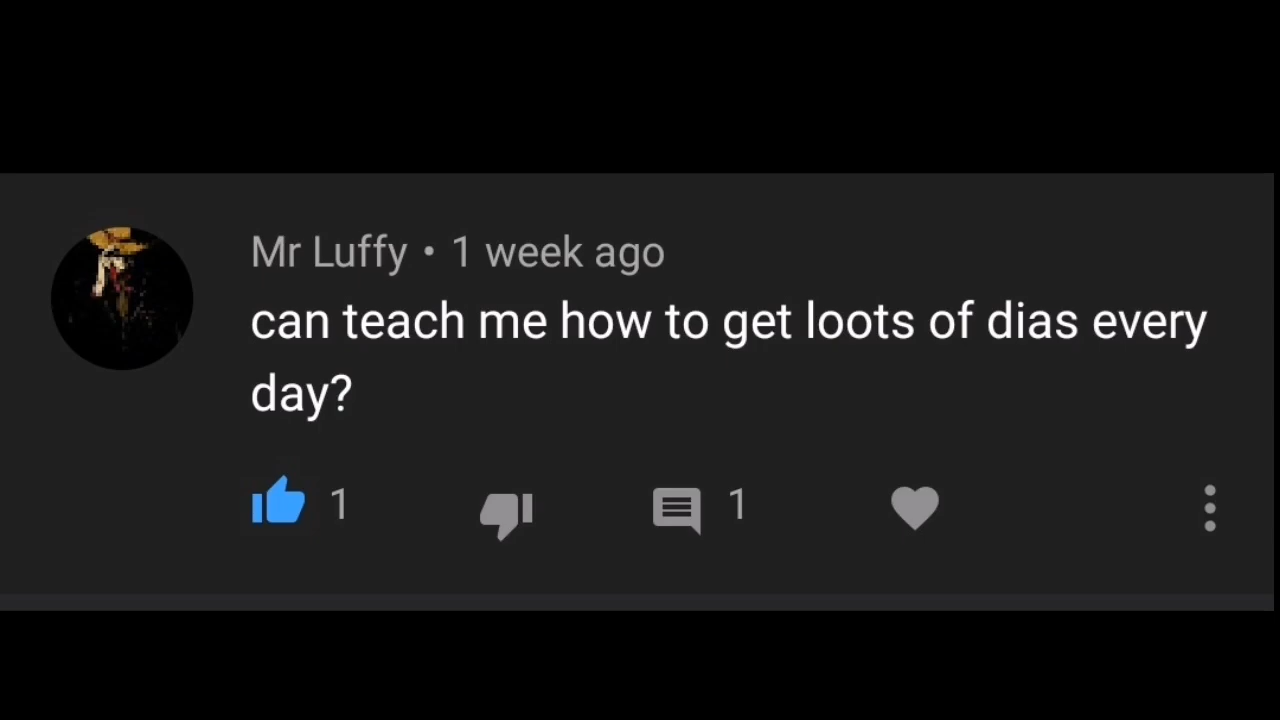 Mr Luffy • 1 week ago
can teach me how to get loots of dias every
day?
1
1